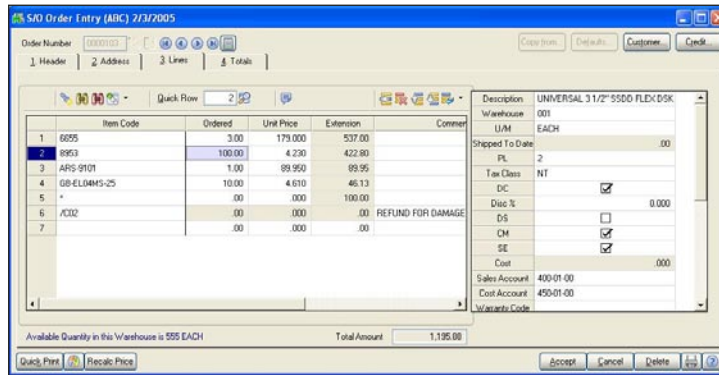 S/O Order Entry (ABC) 2/3/2005
Order Number 0000103 Copy from... Defaults... Customer... Credit...
1. Header 2. Address 3. Lines 4. Totals
Quick Row 2
Item Code Ordered Unit Price Extension Commer
1 6655 3.00 179.000 537.00
2 8953 100.00 4.230 422.80
3 ARS-9101 1.00 89.950 89.95
4 GB-EL04MS-25 10.00 4.610 46.13
5 * .00 .000 100.00
6 /C02 .00 .000 .00 REFUND FOR DAMAGE
7 .00 .000 .00
Description UNIVERSAL 3 1/2" SSDD FLEX DSK
Warehouse 001
U/M EACH
Shipped To Date .00
PL 2
Tax Class NT
DC
Disc % 0.000
DS
CM
SE
Cost .000
Sales Account 400-01-00
Cost Account 450-01-00
Warranty Code
Available Quantity in this Warehouse is 555 EACH Total Amount 1,195.88
Quick Print Recalc Price Accept Cancel Delete